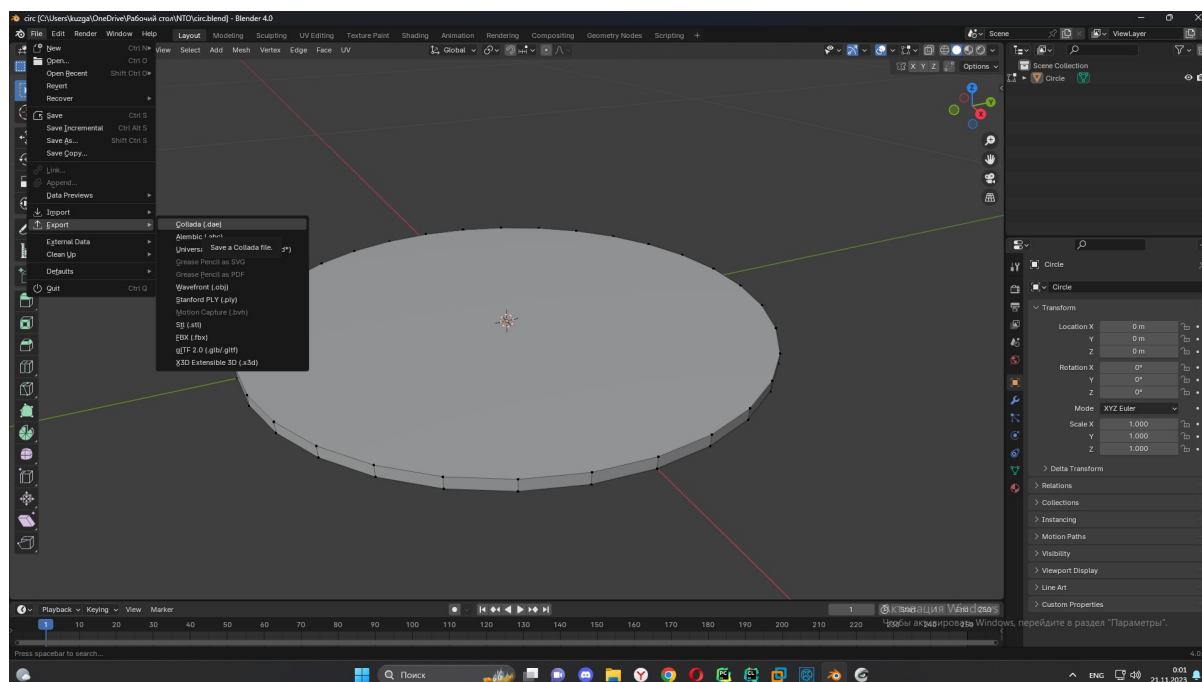 circ [C:\Users\kuzga\OneDrive\Рабочий стол\NTO\circ.blend] - Blender 4.0
File Edit Render Window Help Layout Modeling Sculpting UV Editing Texture Paint Shading Animation Rendering Compositing Geometry Nodes Scripting + Scene ViewLayer
View Select Add Mesh Vertex Edge Face UV Global
X Y Z Options
New Ctrl N
Open... Ctrl O
Open Recent Shift Ctrl O
Revert
Recover
Save Ctrl S
Save Incremental Ctrl Alt S
Save As... Shift Ctrl S
Save Copy...
Link...
Append...
Data Previews
Import
Export
External Data
Clean Up
Defaults
Quit Ctrl Q
Collada (.dae)
Alembic (.abc)
Save a Collada file.
Grease Pencil as SVG
Grease Pencil as PDF
Wavefront (.obj)
Stanford PLY (.ply)
Motion Capture (.bvh)
Stl (.stl)
FBX (.fbx)
glTF 2.0 (.glb/.gltf)
X3D Extensible 3D (.x3d)
Z
Y
X
Scene Collection
Circle
Circle
Circle
Transform
Location X 0 m
Y 0 m
Z 0 m
Rotation X 0°
Y 0°
Z 0°
Mode XYZ Euler
Scale X 1.000
Y 1.000
Z 1.000
Delta Transform
Relations
Collections
Instancing
Motion Paths
Visibility
Viewport Display
Line Art
Custom Properties
Playback Keying View Marker 1 Start 1 End 250
Активация Windows
1 10 20 30 40 50 60 70 80 90 100 110 120 130 140 150 160 170 180 190 200 210 220 230 240 250
Чтобы активировать Windows, перейдите в раздел "Параметры".
Press spacebar to search...
4.0.
Поиск
ENG 0:01
21.11.2023